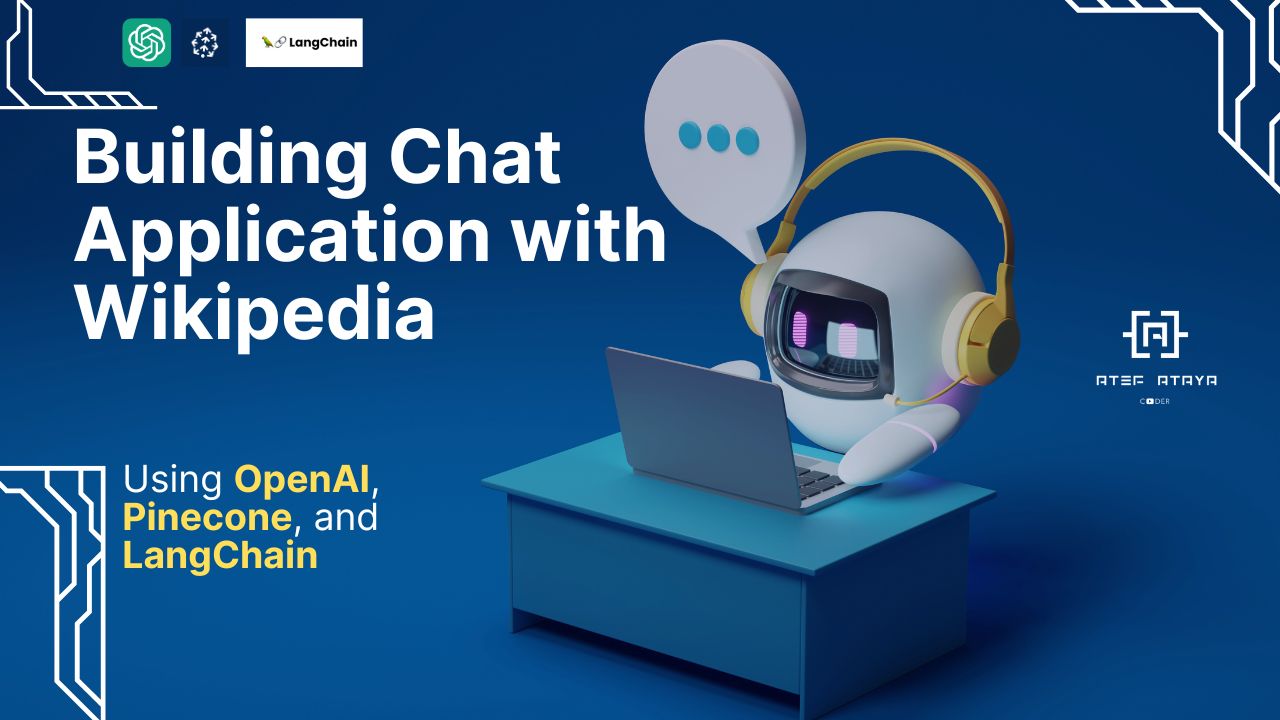 LangChain
Building Chat
Application with
Wikipedia
Using OpenAI,
Pinecone, and
LangChain
ATEF ATAYA
CODER